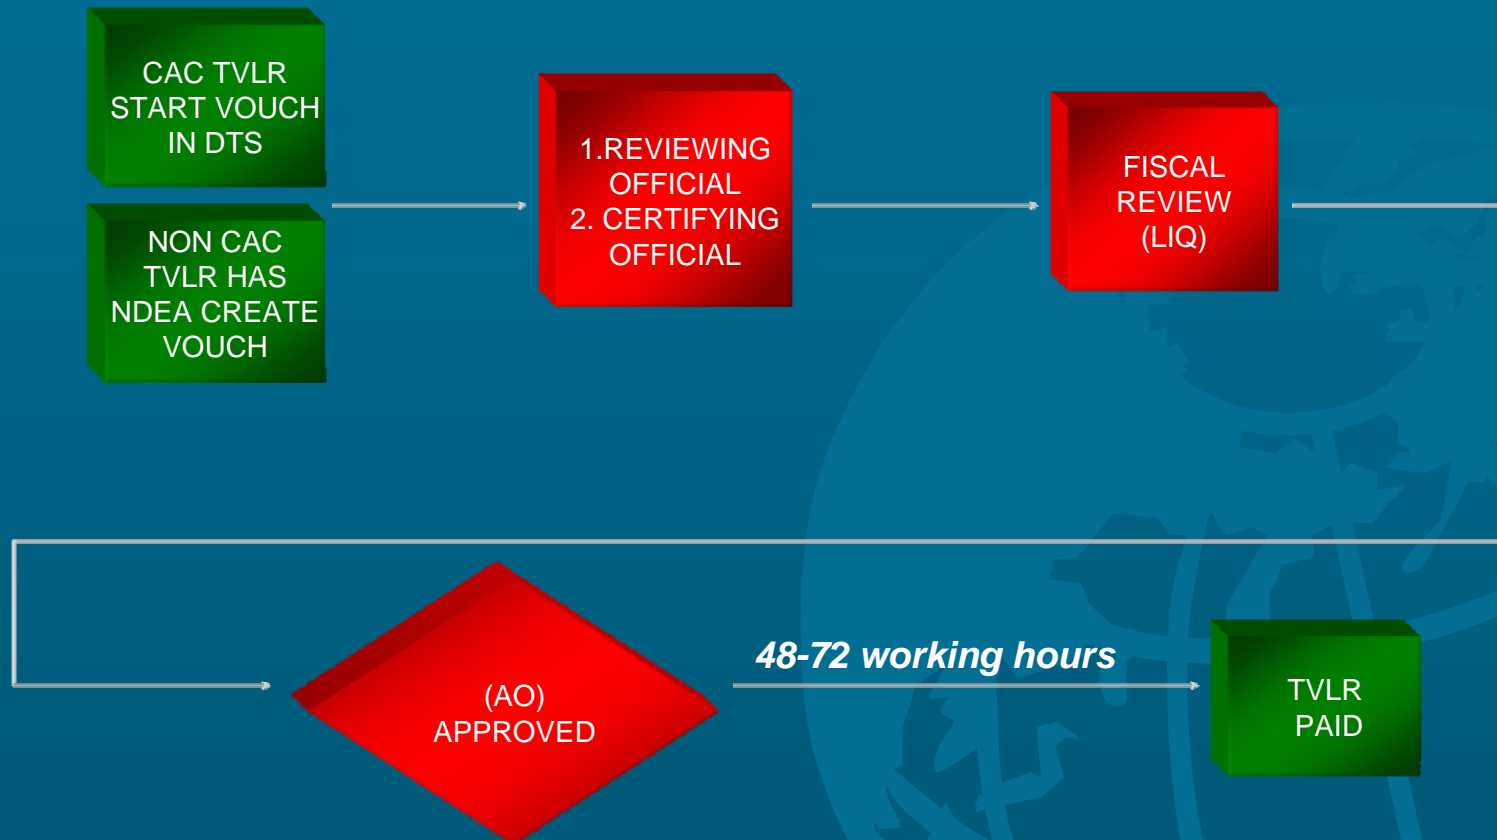 CAC TVLR
START VOUCH
IN DTS
NON CAC
TVLR HAS
NDEA CREATE
VOUCH
1.REVIEWING
OFFICIAL
2. CERTIFYING
OFFICIAL
FISCAL
REVIEW
(LIQ)
(AO)
APPROVED
48-72 working hours
TVLR
PAID